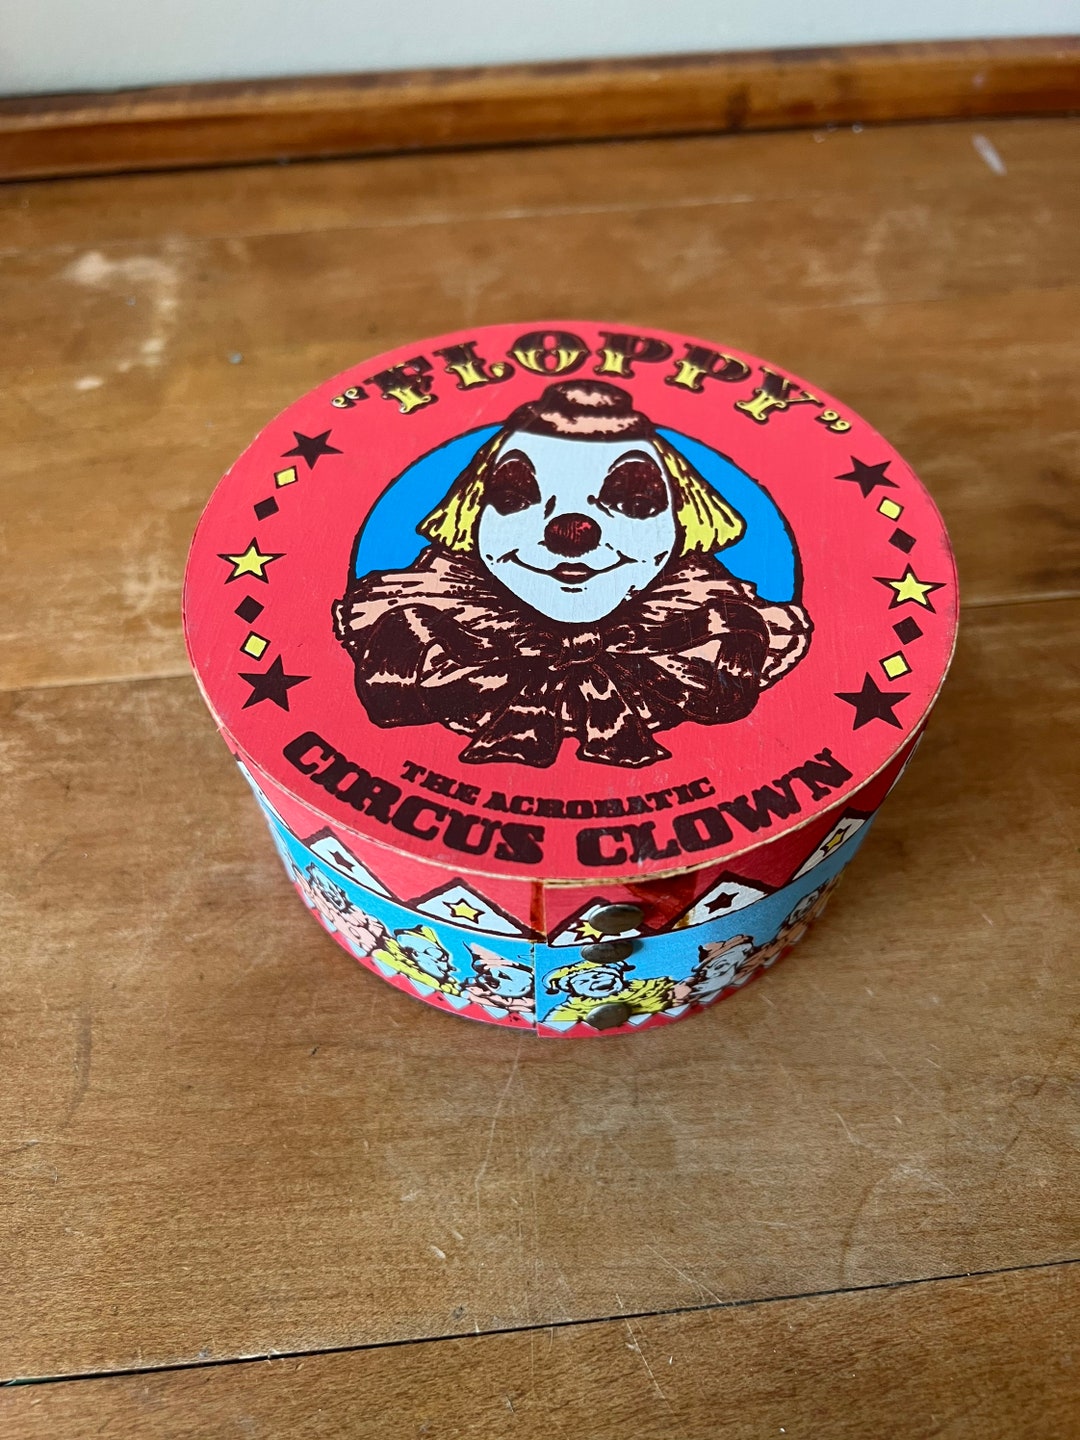 “FLOPPY”
THE ACROBATIC
CIRCUS CLOWN